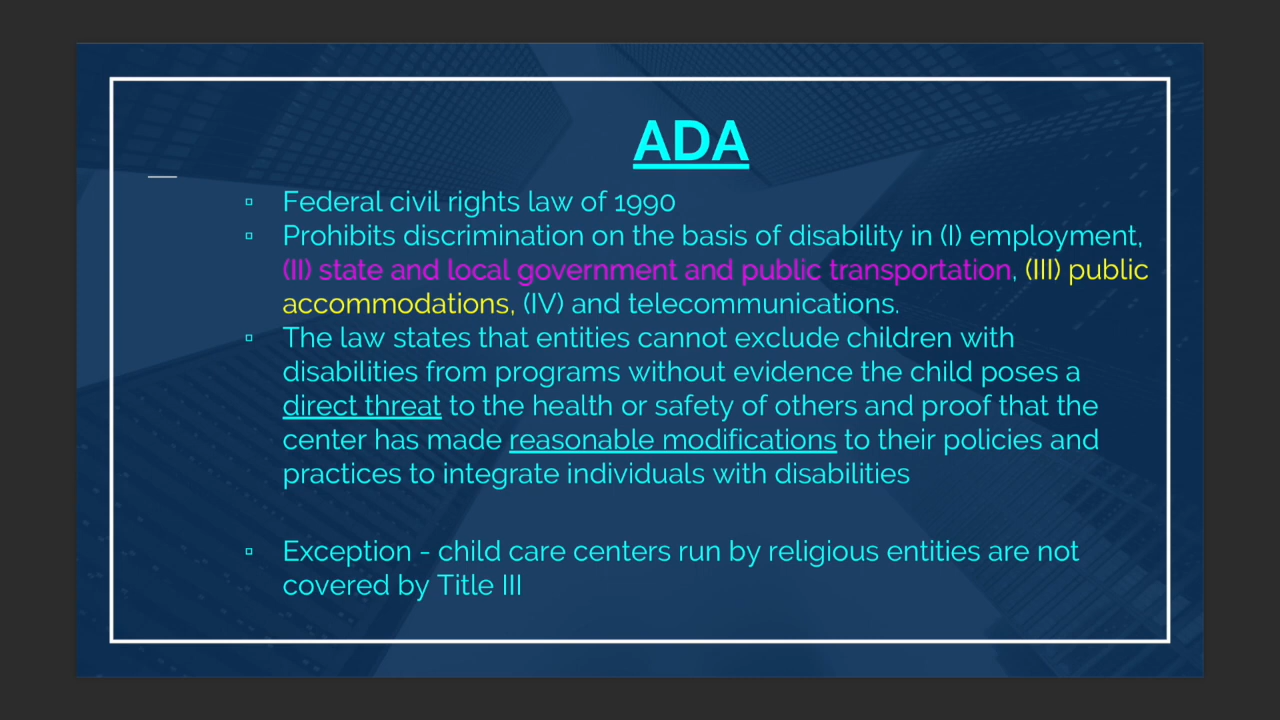 ADA
▫ Federal civil rights law of 1990
▫ Prohibits discrimination on the basis of disability in (I) employment,
(II) state and local government and public transportation, (III) public
accommodations, (IV) and telecommunications.
▫ The law states that entities cannot exclude children with
disabilities from programs without evidence the child poses a
direct threat to the health or safety of others and proof that the
center has made reasonable modifications to their policies and
practices to integrate individuals with disabilities
▫ Exception - child care centers run by religious entities are not
covered by Title III